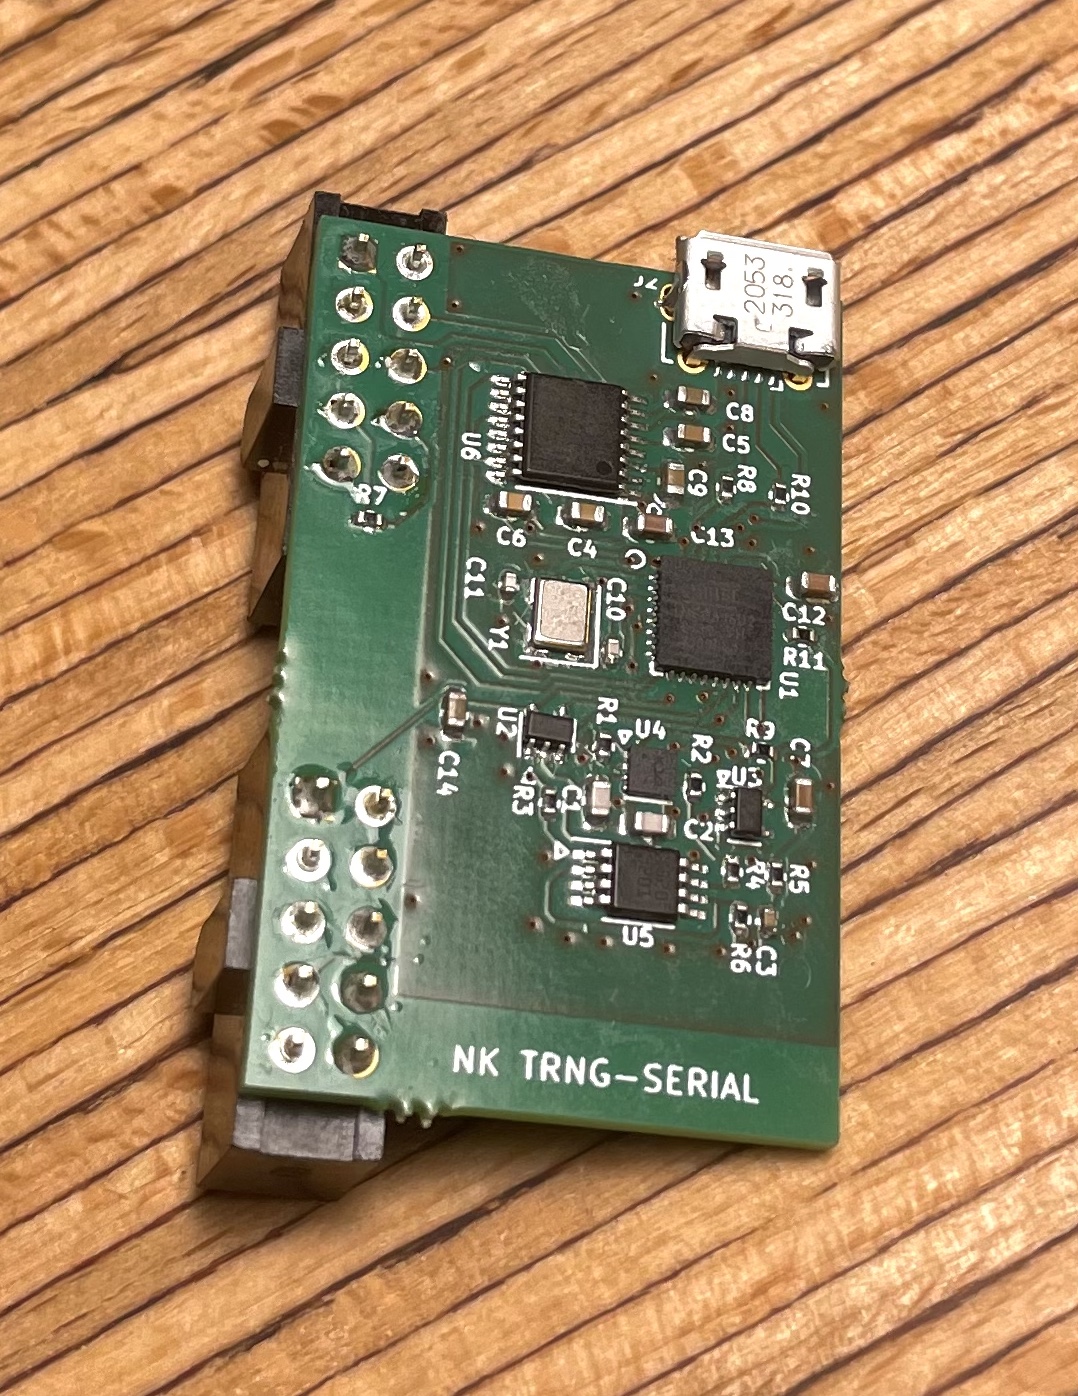 J2
2053
318.
C8
C5
U6
C9
R8
R10
R7
C6
C4
C13
C11
C10
C12
Y1
R11
U1
R1
U2
U4
R9
R2
C7
C14
U3
R3
C1
C2
R4
R5
U5
R6
C3
NK TRNG-SERIAL